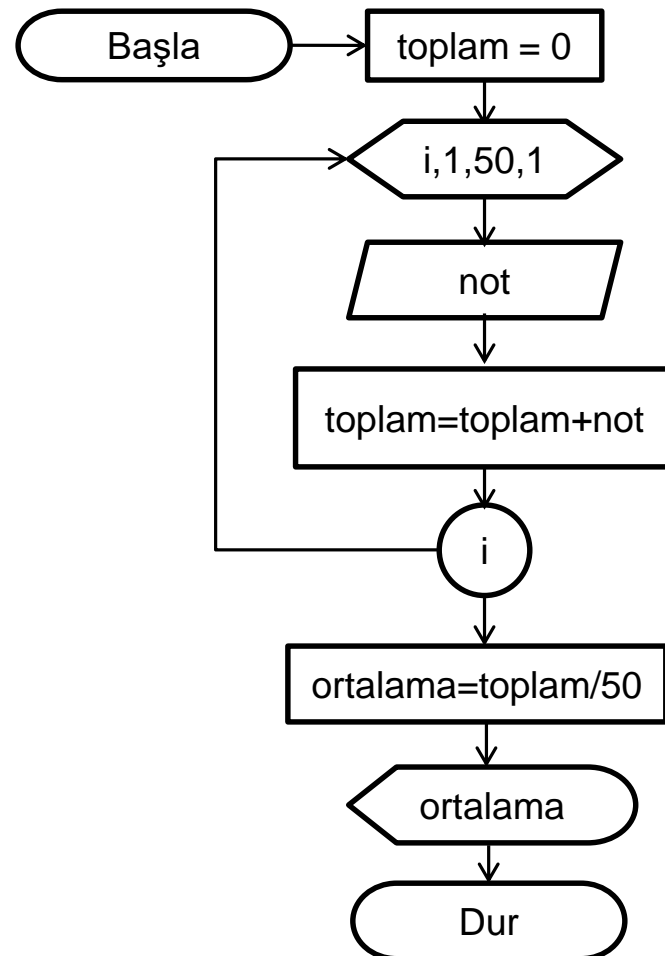 Başla
toplam = 0
i,1,50,1
not
toplam=toplam+not
i
ortalama=toplam/50
ortalama
Dur